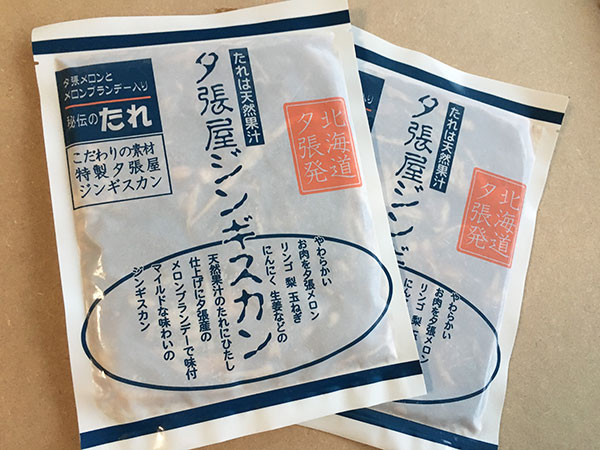 夕張メロンと
メロンブランデー入り
秘伝のたれ
こだわりの素材
特製夕張屋
ジンギスカン
たれは天然果汁
夕張屋ジンギスカン
北海道
夕張発
やわらかい
お肉を夕張メロン
リンゴ 梨 玉ねぎ
にんにく 生姜などの
天然果汁のたれにひたし
仕上げに夕張産の
メロンブランデーで味付
マイルドな味わいの
ジンギスカン
入り
れ
たれは天然果汁
夕張屋ジン
北海道
夕張発
やわらかい
お肉を夕張メロン
リンゴ 梨
にん